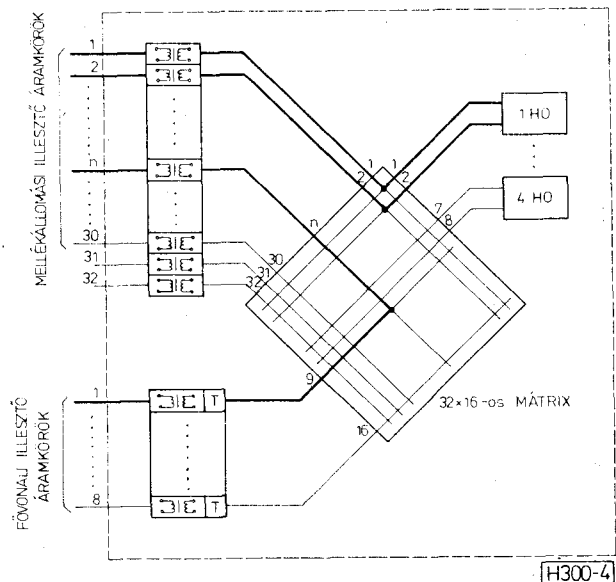 MELLÉKÁLLOMÁSI ILLESZTŐ ÁRAMKÖRÖK
1
2
n
30
31
32
1 HO
4 HO
1
2
1
2
n
7
8
30
31
32
9
16
32×16-os MÁTRIX
FŐVONALI ILLESZTŐ
ÁRAMKÖRÖK
1
8
T
T
H300-4